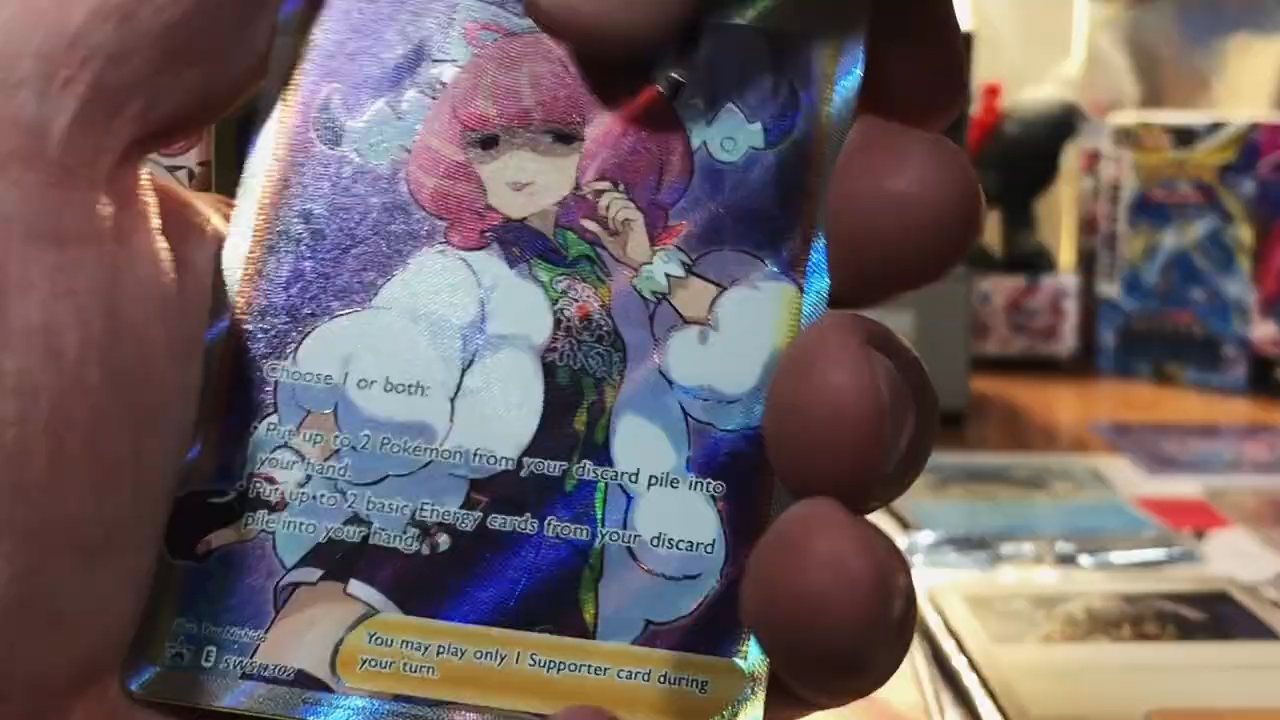 Choose 1 or both:
Put up to 2 Pokémon from your discard pile into
your hand.
Put up to 2 basic Energy cards from your discard
pile into your hand.
You may play only 1 Supporter card during
your turn.
E SWSH302